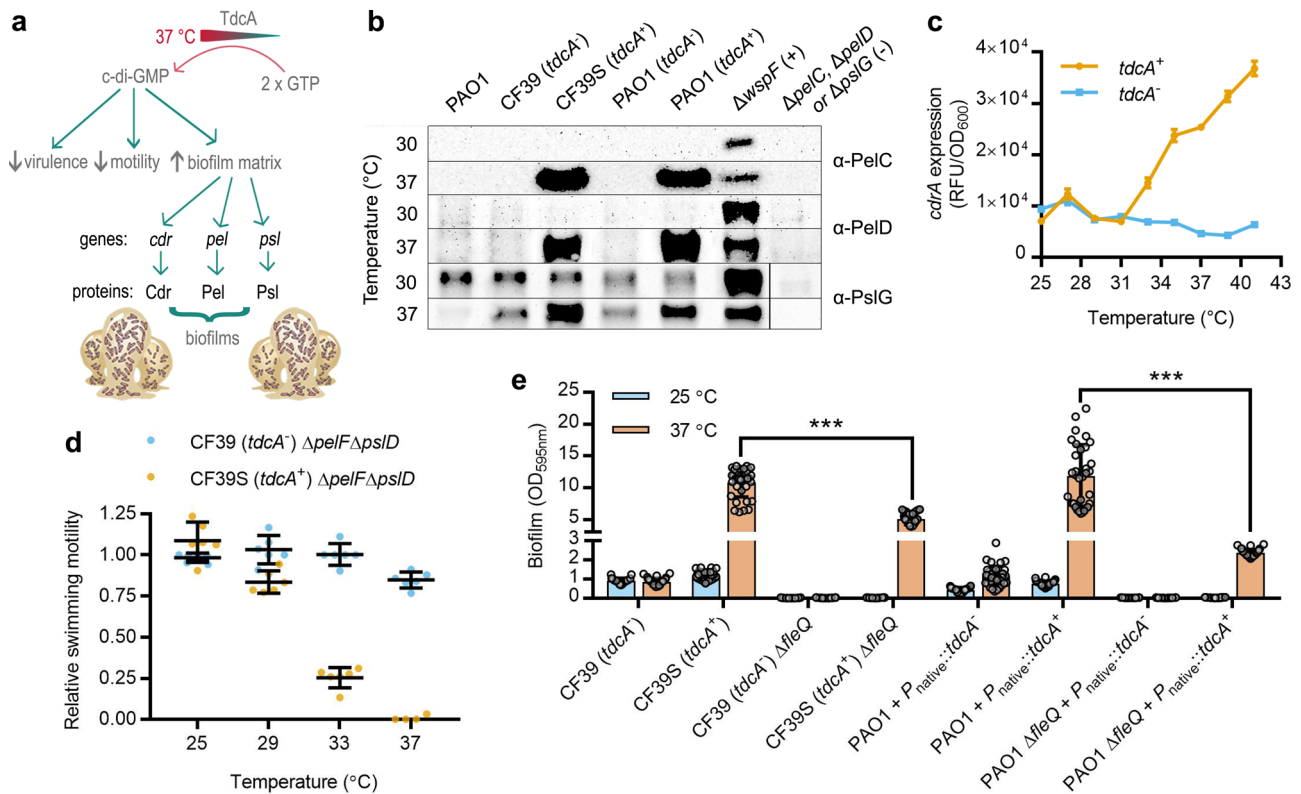 a
TdcA
37 °C
c-di-GMP
2 x GTP
↓virulence ↓motility ↑ biofilm matrix
genes: cdr pel psl
proteins: Cdr Pel Psl
biofilms
b
PAO1
CF39 (tdcA⁻)
CF39S (tdcA⁺)
PAO1 (tdcA⁻)
PAO1 (tdcA⁺)
ΔwspF (+)
ΔpelC, ΔpelD
or ΔpslG (-)
Temperature (°C)
30
37
α-PelC
30
37
α-PelD
30
37
α-PslG
c
tdcA⁺
tdcA⁻
cdrA expression
(RFU/OD₆₀₀)
4×10⁴
3×10⁴
2×10⁴
1×10⁴
0
25 28 31 34 37 40 43
Temperature (°C)
d
CF39 (tdcA⁻) ΔpelFΔpslD
CF39S (tdcA⁺) ΔpelFΔpslD
Relative swimming motility
1.25
1.00
0.75
0.50
0.25
0.00
25 29 33 37
Temperature (°C)
e
25 °C
37 °C
*** ***
Biofilm (OD₅₉₅ₙₘ)
25
20
15
10
5
3
2
1
0
CF39 (tdcA⁻)
CF39S (tdcA⁺)
CF39 (tdcA⁻) ΔfleQ
CF39S (tdcA⁺) ΔfleQ
PAO1 + Pnative::tdcA⁻
PAO1 + Pnative::tdcA⁺
PAO1 ΔfleQ + Pnative::tdcA⁻
PAO1 ΔfleQ + Pnative::tdcA⁺